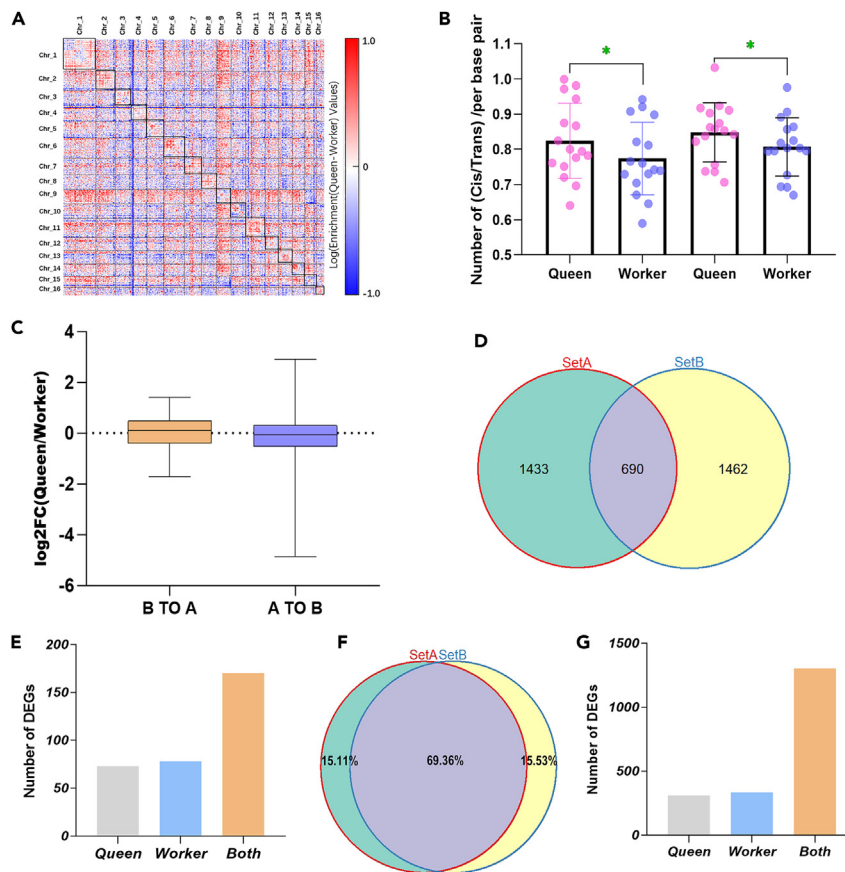 A
Chr_1 Chr_2 Chr_3 Chr_4 Chr_5 Chr_6 Chr_7 Chr_8 Chr_9 Chr_10 Chr_11 Chr_12 Chr_13 Chr_14 Chr_15 Chr_16
Chr_1
Chr_2
Chr_3
Chr_4
Chr_5
Chr_6
Chr_7
Chr_8
Chr_9
Chr_10
Chr_11
Chr_12
Chr_13
Chr_14
Chr_15
Chr_16
1.0
0
-1.0
Log(Enrichment(Queen-Worker) Values)
B
Number of (Cis/Trans) /per base pair
1.1
1.0
0.9
0.8
0.7
0.6
0.5
* *
Queen Worker Queen Worker
C
log2FC(Queen/Worker)
4
2
0
-2
-4
-6
B TO A A TO B
D
SetA SetB
1433 690 1462
E
Number of DEGs
200
150
100
50
0
Queen Worker Both
F
SetA SetB
15.11% 69.36% 15.53%
G
Number of DEGs
1500
1000
500
0
Queen Worker Both